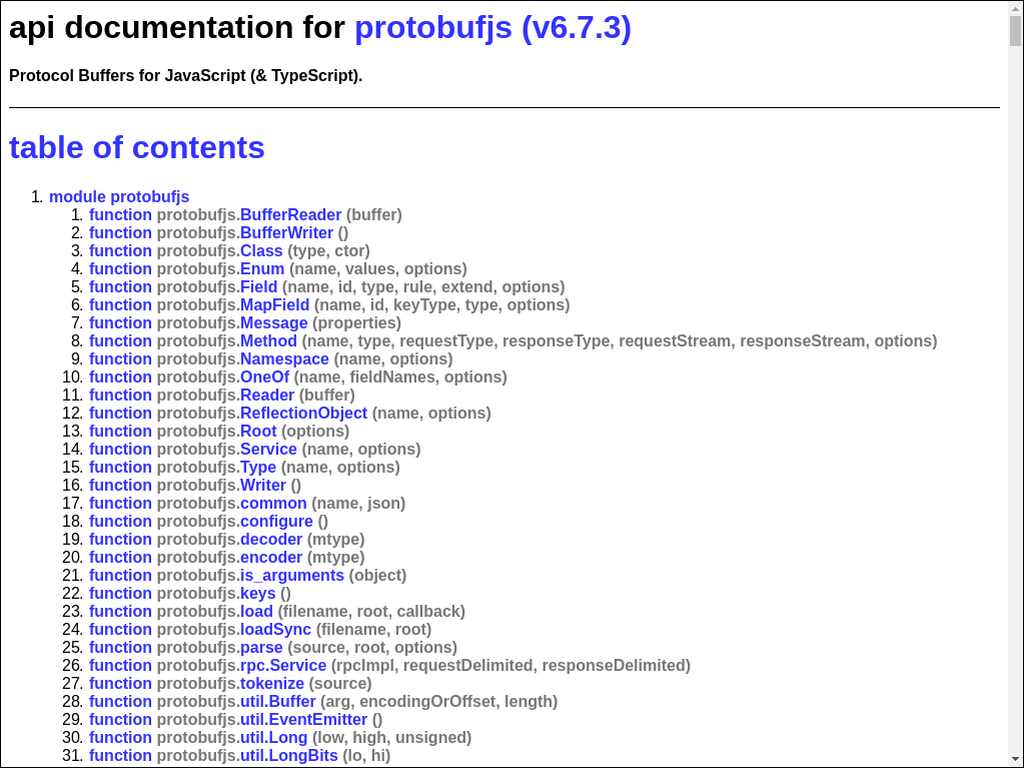 api documentation for protobufjs (v6.7.3)
Protocol Buffers for JavaScript (& TypeScript).
table of contents
1. module protobufjs
1. function protobufjs.BufferReader (buffer)
2. function protobufjs.BufferWriter ()
3. function protobufjs.Class (type, ctor)
4. function protobufjs.Enum (name, values, options)
5. function protobufjs.Field (name, id, type, rule, extend, options)
6. function protobufjs.MapField (name, id, keyType, type, options)
7. function protobufjs.Message (properties)
8. function protobufjs.Method (name, type, requestType, responseType, requestStream, responseStream, options)
9. function protobufjs.Namespace (name, options)
10. function protobufjs.OneOf (name, fieldNames, options)
11. function protobufjs.Reader (buffer)
12. function protobufjs.ReflectionObject (name, options)
13. function protobufjs.Root (options)
14. function protobufjs.Service (name, options)
15. function protobufjs.Type (name, options)
16. function protobufjs.Writer ()
17. function protobufjs.common (name, json)
18. function protobufjs.configure ()
19. function protobufjs.decoder (mtype)
20. function protobufjs.encoder (mtype)
21. function protobufjs.is_arguments (object)
22. function protobufjs.keys ()
23. function protobufjs.load (filename, root, callback)
24. function protobufjs.loadSync (filename, root)
25. function protobufjs.parse (source, root, options)
26. function protobufjs.rpc.Service (rpcImpl, requestDelimited, responseDelimited)
27. function protobufjs.tokenize (source)
28. function protobufjs.util.Buffer (arg, encodingOrOffset, length)
29. function protobufjs.util.EventEmitter ()
30. function protobufjs.util.Long (low, high, unsigned)
31. function protobufjs.util.LongBits (lo, hi)